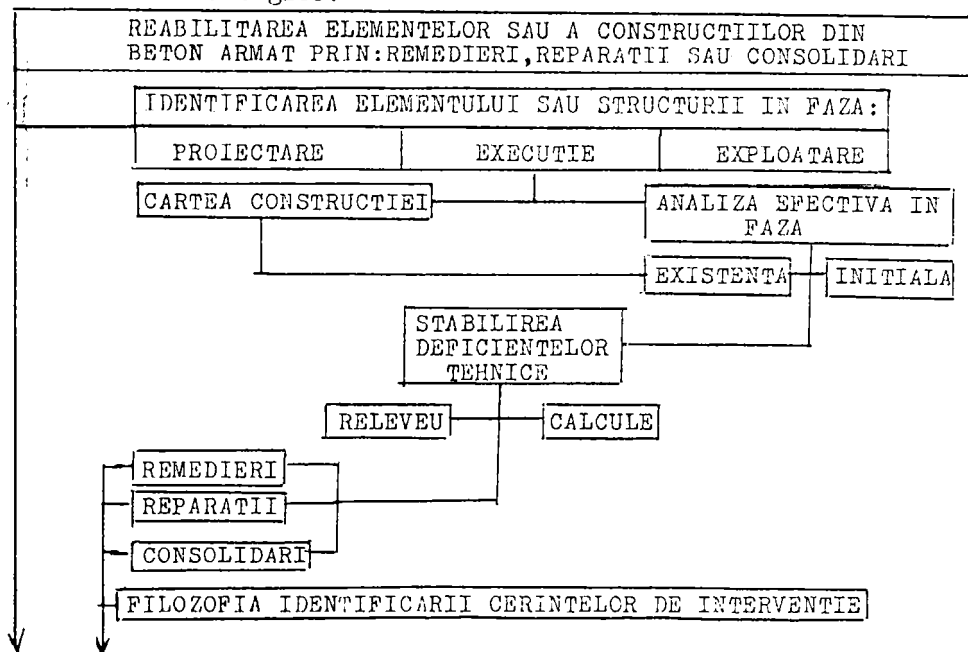 REABILITAREA ELEMENTELOR SAU A CONSTRUCTIILOR DIN
BETON ARMAT PRIN:REMEDIERI,REPARATII SAU CONSOLIDARI
IDENTIFICAREA ELEMENTULUI SAU STRUCTURII IN FAZA:
PROIECTARE EXECUTIE EXPLOATARE
CARTEA CONSTRUCTIEI
ANALIZA EFECTIVA IN
FAZA
EXISTENTA INITIALA
STABILIREA
DEFICIENTELOR
TEHNICE
RELEVEU CALCULE
REMEDIERI
REPARATII
CONSOLIDARI
FILOZOFIA IDENTIFICARII CERINTELOR DE INTERVENTIE